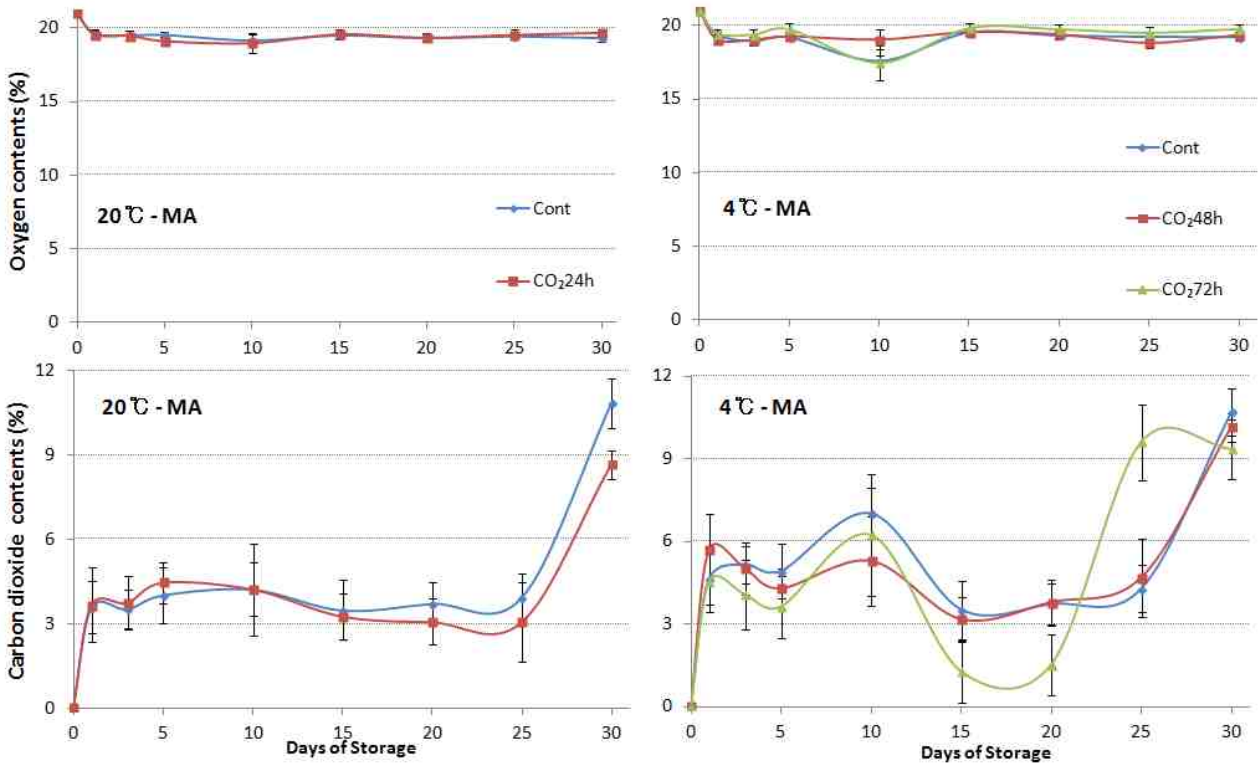 Oxygen contents (%)
20
15
10
5
0
20℃ - MA
Cont
CO₂24h
0 5 10 15 20 25 30
20
15
10
5
0
4℃ - MA
Cont
CO₂48h
CO₂72h
0 5 10 15 20 25 30
Carbon dioxide contents (%)
12
9
6
3
0
20℃ - MA
0 5 10 15 20 25 30
Days of Storage
12
9
6
3
0
4℃ - MA
0 5 10 15 20 25 30
Days of Storage